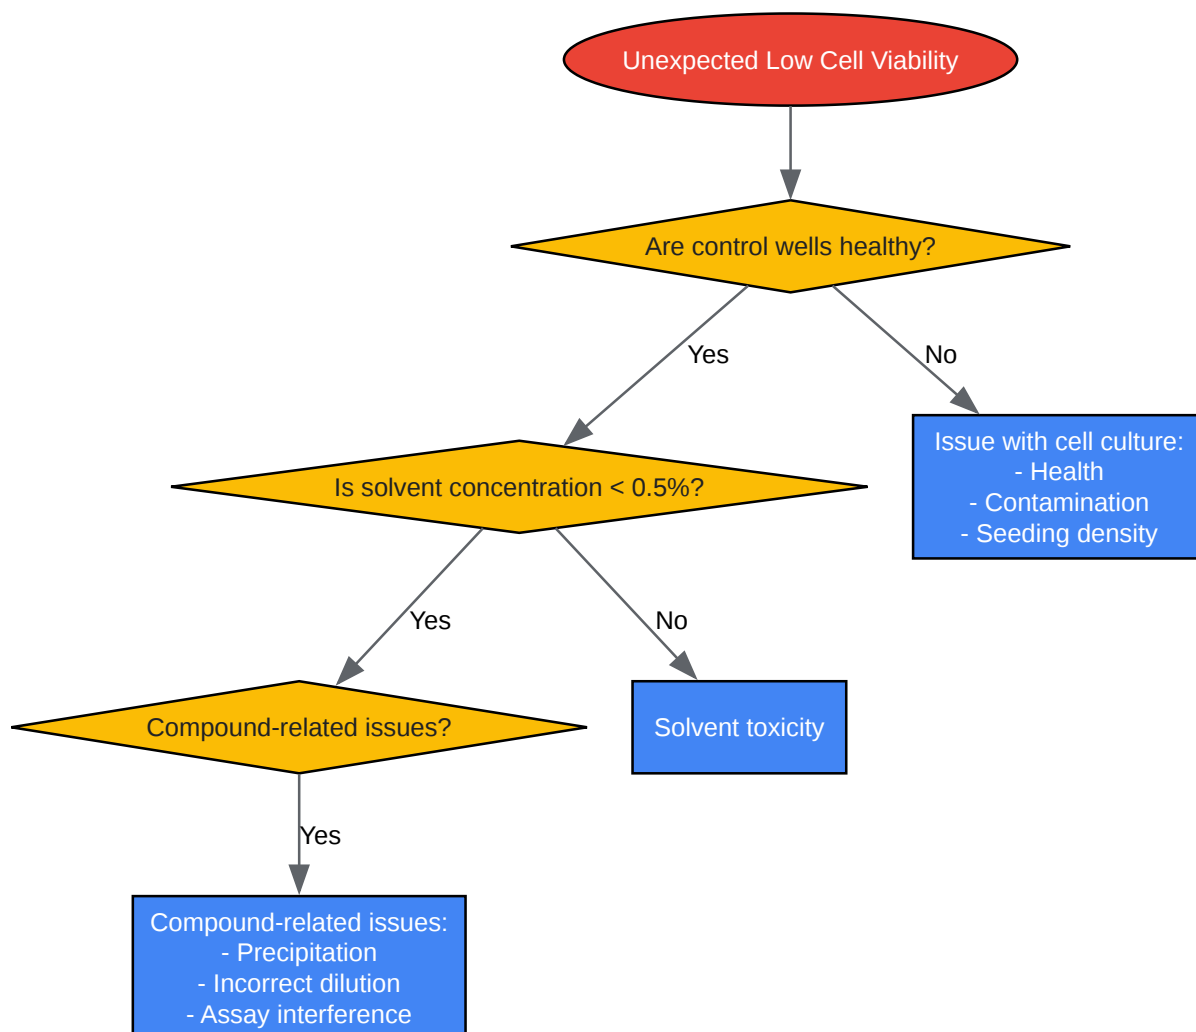 Unexpected Low Cell Viability
Are control wells healthy?
Yes
No
Issue with cell culture:
- Health
- Contamination
- Seeding density
Is solvent concentration < 0.5%?
Yes
No
Compound-related issues?
Solvent toxicity
Yes
Compound-related issues:
- Precipitation
- Incorrect dilution
- Assay interference